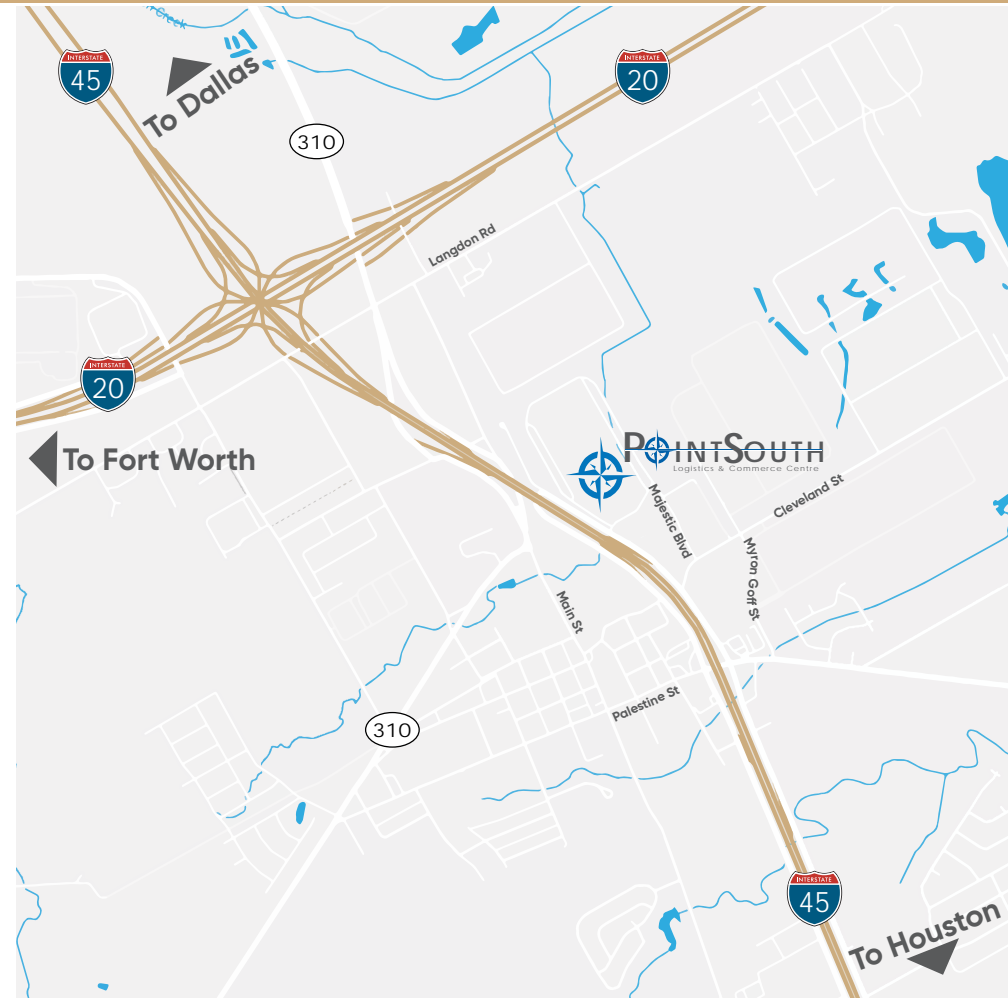 Creek
INTERSTATE
45
To Dallas
INTERSTATE
20
310
Langdon Rd
INTERSTATE
20
To Fort Worth
POINTSOUTH
Logistics & Commerce Centre
Majestic Blvd
Cleveland St
Myron Goff St
Main St
Palestine St
310
INTERSTATE
45
To Houston